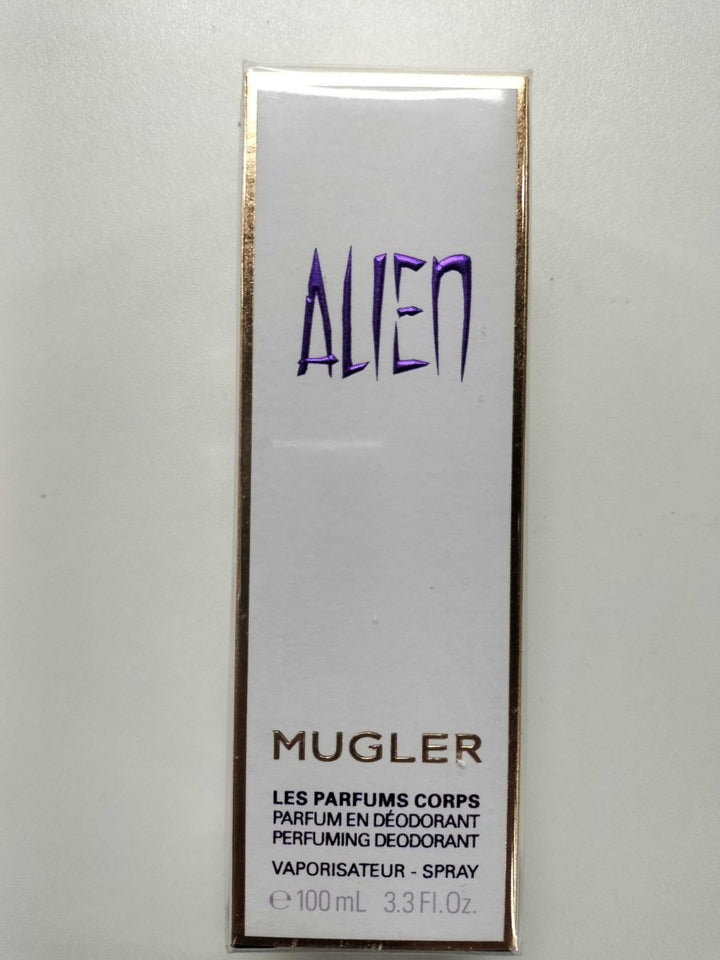 ALIEN
MUGLER
LES PARFUMS CORPS
PARFUM EN DÉODORANT
PERFUMING DEODORANT
VAPORISATEUR - SPRAY
℮ 100 mL 3.3 Fl.Oz.